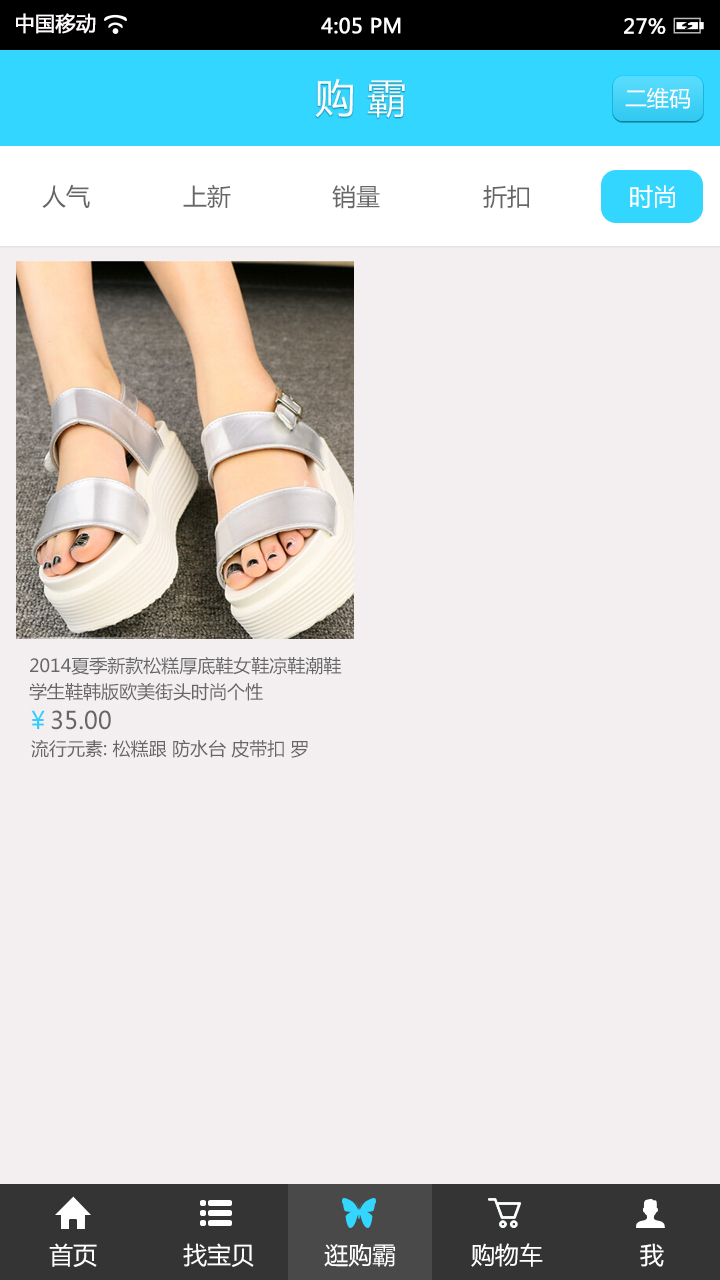 中国移动 4:05 PM 27%
购 霸
二维码
人气 上新 销量 折扣 时尚
2014夏季新款松糕厚底鞋女鞋凉鞋潮鞋
学生鞋韩版欧美街头时尚个性
¥ 35.00
流行元素: 松糕跟 防水台 皮带扣 罗
首页 找宝贝 逛购霸 购物车 我